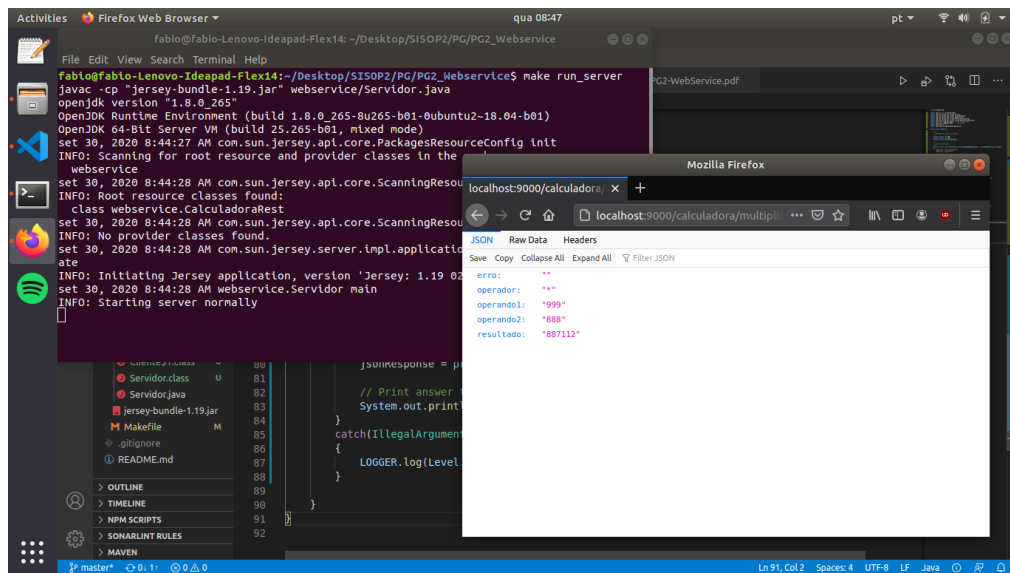 Activities
Firefox Web Browser
qua 08:47
pt
fabio@fabio-Lenovo-Ideapad-Flex14: ~/Desktop/SISOP2/PG/PG2_Webservice
File Edit View Search Terminal Help
fabio@fabio-Lenovo-Ideapad-Flex14:~/Desktop/SISOP2/PG/PG2_Webservice$ make run_server
javac -cp "jersey-bundle-1.19.jar" webservice/Servidor.java
openjdk version "1.8.0_265"
OpenJDK Runtime Environment (build 1.8.0_265-8u265-b01-0ubuntu2~18.04-b01)
OpenJDK 64-Bit Server VM (build 25.265-b01, mixed mode)
set 30, 2020 8:44:27 AM com.sun.jersey.api.core.PackagesResourceConfig init
INFO: Scanning for root resource and provider classes in the
webservice
set 30, 2020 8:44:28 AM com.sun.jersey.api.core.ScanningResou
INFO: Root resource classes found:
class webservice.CalculadoraRest
set 30, 2020 8:44:28 AM com.sun.jersey.api.core.ScanningResou
INFO: No provider classes found.
set 30, 2020 8:44:28 AM com.sun.jersey.server.impl.applicatio
ate
INFO: Initiating Jersey application, version 'Jersey: 1.19 02
set 30, 2020 8:44:28 AM webservice.Servidor main
INFO: Starting server normally
PG2-WebService.pdf
Mozilla Firefox
localhost:9000/calculadora/
localhost:9000/calculadora/multiplic
JSON Raw Data Headers
Save Copy Collapse All Expand All Filter JSON
erro: ""
operador: "*"
operando1: "999"
operando2: "888"
resultado: "887112"
Cliente$1.class U
Servidor.class U
Servidor.java
jersey-bundle-1.19.jar
Makefile M
.gitignore
README.md
> OUTLINE
> TIMELINE
> NPM SCRIPTS
> SONARLINT RULES
> MAVEN
80 jsonResponse = p
81
82 // Print answer
83 System.out.printl
84 }
85 catch(IllegalArgument
86 {
87 LOGGER.log(Level.
88 }
89
90 }
91 }
92
master* 0↓ 1↑ 0 0
Ln 91, Col 2 Spaces: 4 UTF-8 LF Java